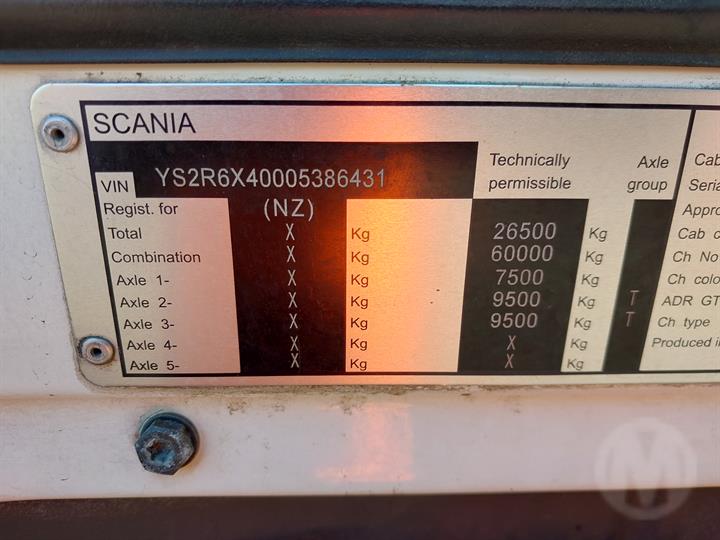 SCANIA
VIN YS2R6X40005386431 Technically permissible Axle group Cab
Regist. for (NZ) Seria
Total X Kg 26500 Kg Appro
Combination X Kg 60000 Kg Cab c
Axle 1- X Kg 7500 Kg Ch No
Axle 2- X Kg 9500 Kg T Ch colo
Axle 3- X Kg 9500 Kg T ADR GT
Axle 4- X Kg X Kg Ch type
Axle 5- X Kg X Kg Produced i
M